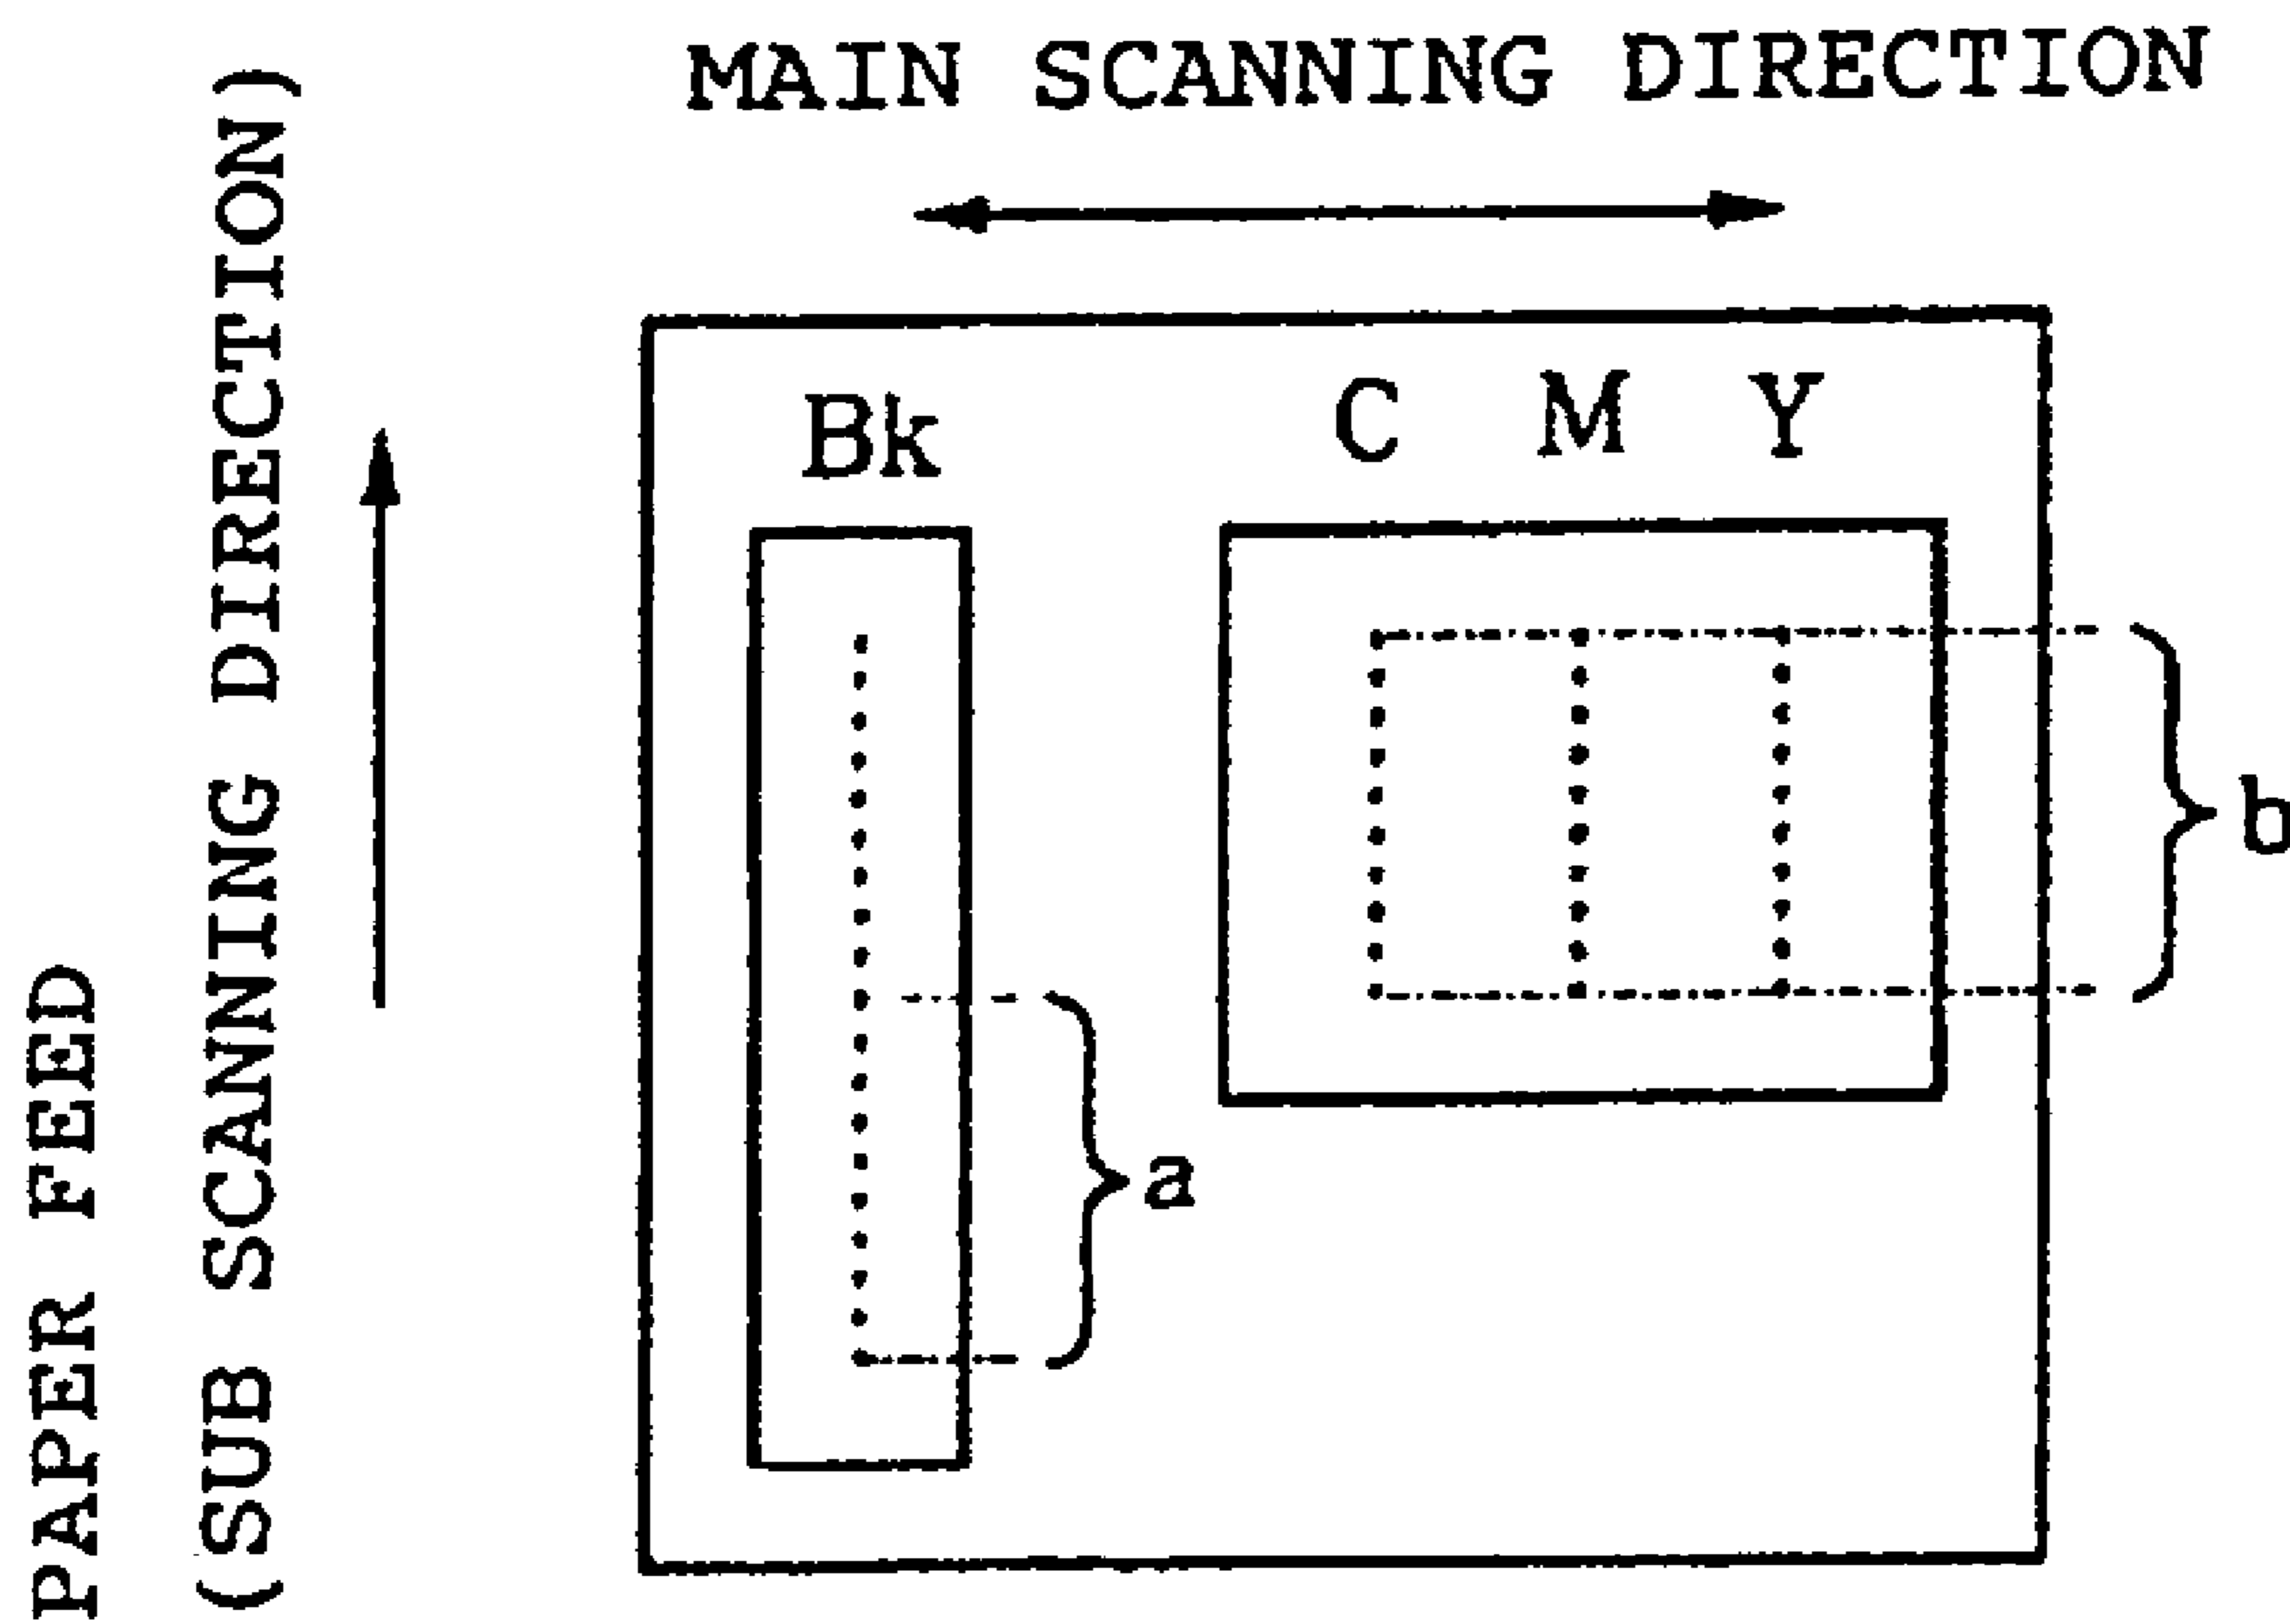 MAIN SCANNING DIRECTION
PAPER FEED
(SUB SCANNING DIRECTION)
Bk C M Y
b
a